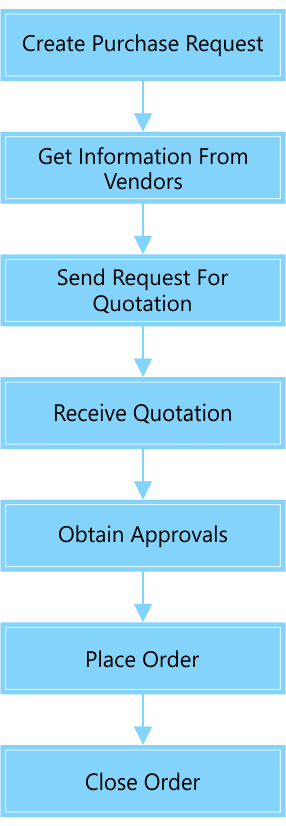 Create Purchase Request
Get Information From
Vendors
Send Request For
Quotation
Receive Quotation
Obtain Approvals
Place Order
Close Order